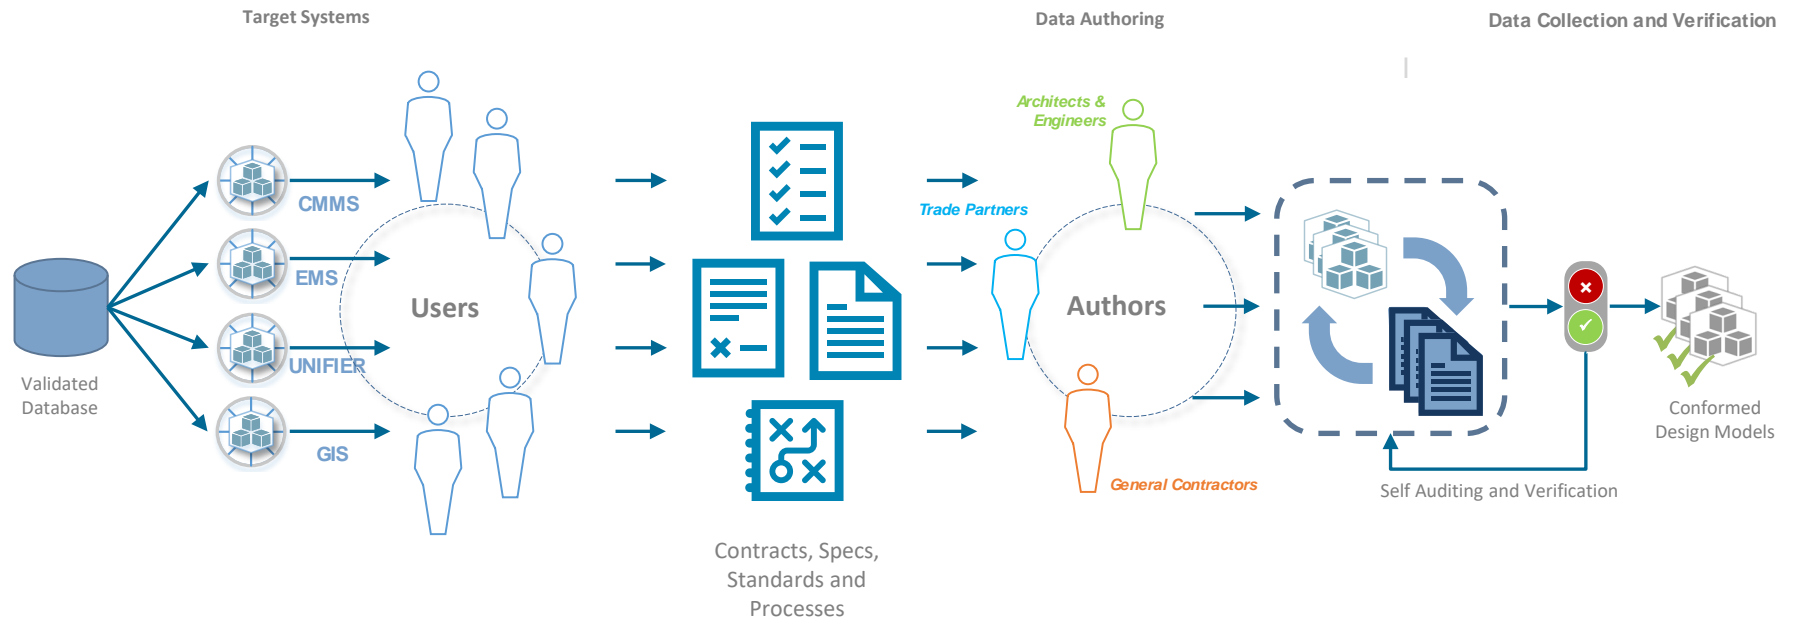 Target Systems
Data Authoring
Data Collection and Verification
Architects &
Engineers
CMMS
Trade Partners
EMS
Users
Authors
UNIFIER
Validated
Database
GIS
Conformed
Design Models
General Contractors
Self Auditing and Verification
Contracts, Specs,
Standards and
Processes